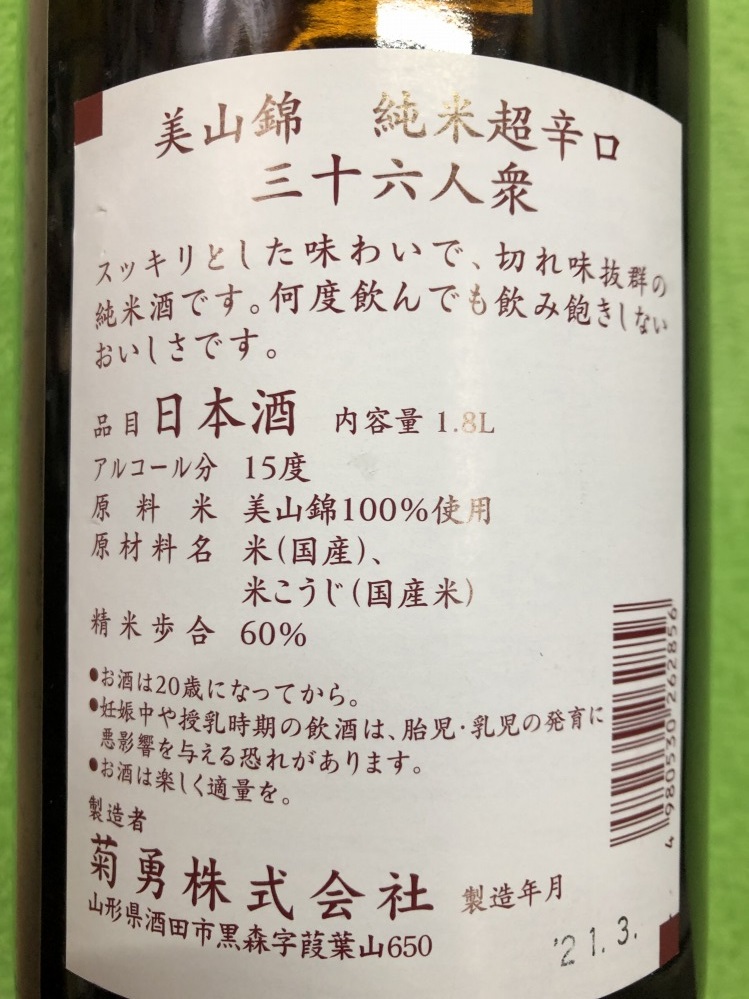 美山錦　純米超辛口
三十六人衆
スッキリとした味わいで、切れ味抜群の
純米酒です。何度飲んでも飲み飽きしない
おいしさです。
品目 日本酒　内容量 1.8L
アルコール分 15度
原料米 美山錦100%使用
原材料名 米(国産)、
米こうじ(国産米)
精米歩合 60%
●お酒は20歳になってから。
●妊娠中や授乳時期の飲酒は、胎児・乳児の発育に
悪影響を与える恐れがあります。
●お酒は楽しく適量を。
製造者
菊勇株式会社 製造年月
山形県酒田市黒森字葭葉山650
'21.3.
4 980530 262856